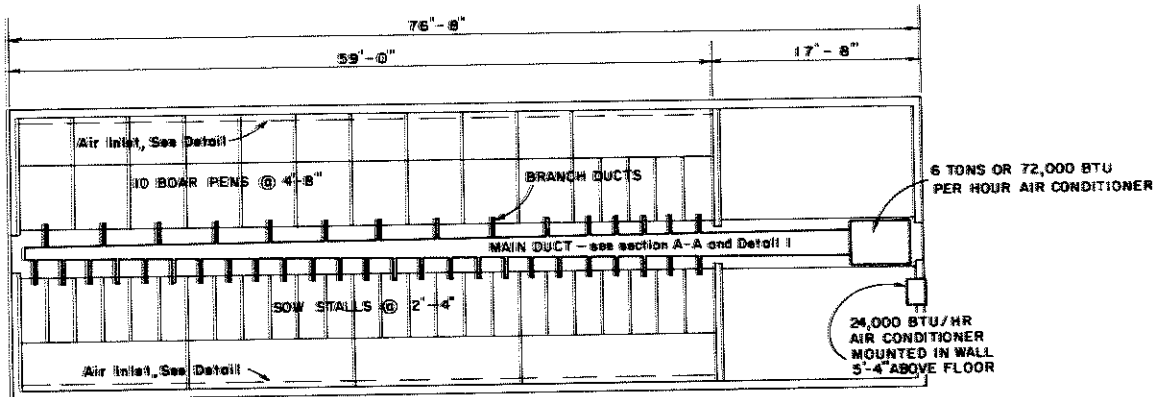 76'-8"
59'-0"
17'-8"
Air Inlet, See Detail
10 BOAR PENS @ 4'-8"
BRANCH DUCTS
6 TONS OR 72,000 BTU
PER HOUR AIR CONDITIONER
MAIN DUCT - see section A-A and Detail 1
SOW STALLS @ 2'-4"
24,000 BTU/HR
AIR CONDITIONER
MOUNTED IN WALL
5'-4" ABOVE FLOOR
Air Inlet, See Detail